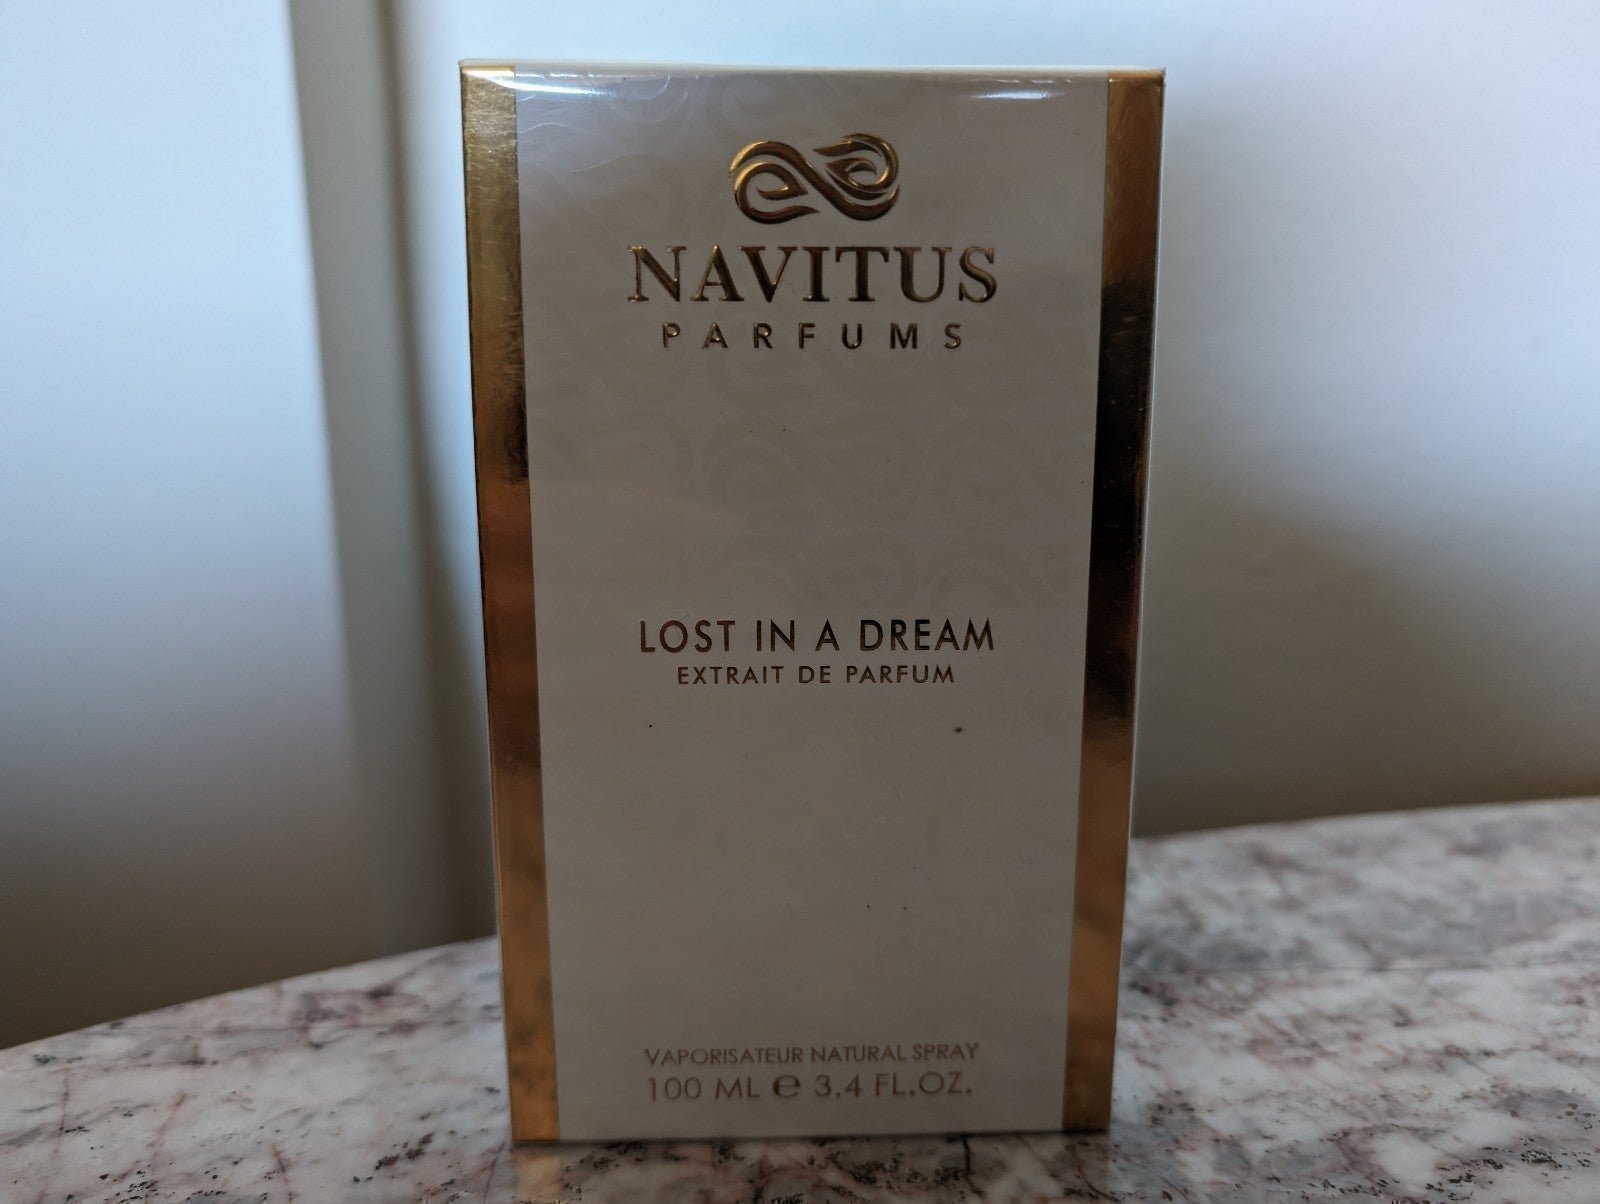 NAVITUS
PARFUMS
LOST IN A DREAM
EXTRAIT DE PARFUM
VAPORISATEUR NATURAL SPRAY
100 ML ℮ 3.4 FL.OZ.